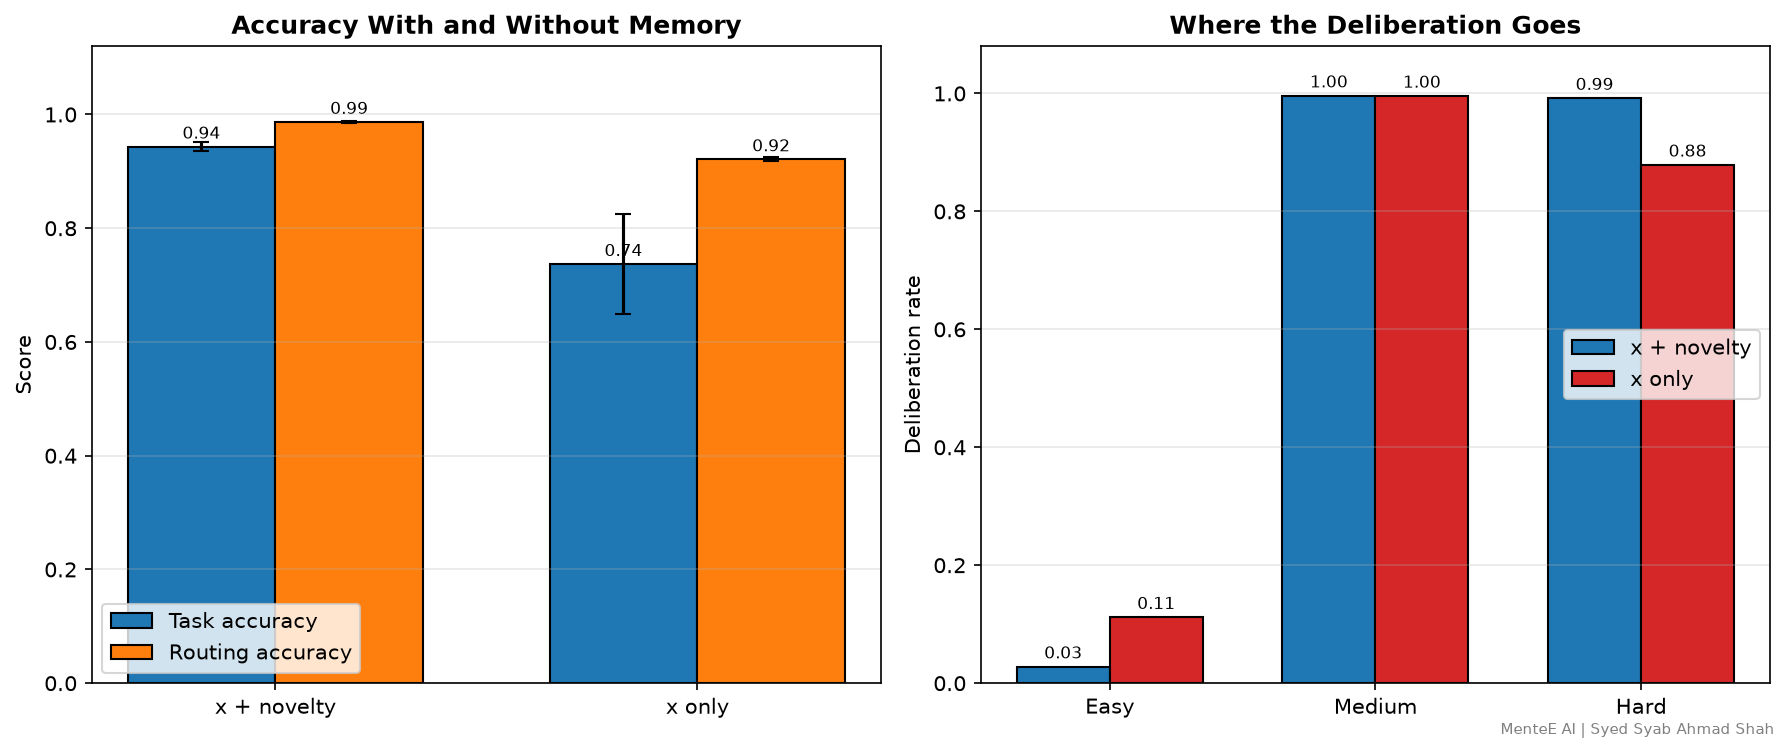 Accuracy With and Without Memory
Score
1.0
0.8
0.6
0.4
0.2
0.0
0.94
0.99
0.74
0.92
Task accuracy
Routing accuracy
x + novelty
x only
Where the Deliberation Goes
Deliberation rate
1.0
0.8
0.6
0.4
0.2
0.0
0.03
0.11
1.00
1.00
0.99
0.88
x + novelty
x only
Easy
Medium
Hard
MenteE AI | Syed Syab Ahmad Shah